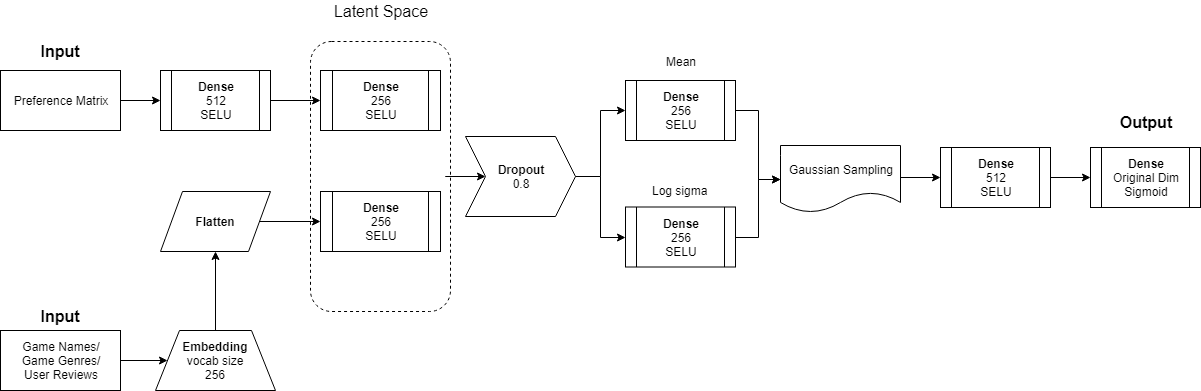 Latent Space
Input
Preference Matrix
Dense
512
SELU
Dense
256
SELU
Input
Game Names/
Game Genres/
User Reviews
Embedding
vocab size
256
Flatten
Dense
256
SELU
Dropout
0.8
Mean
Dense
256
SELU
Log sigma
Dense
256
SELU
Gaussian Sampling
Dense
512
SELU
Output
Dense
Original Dim
Sigmoid